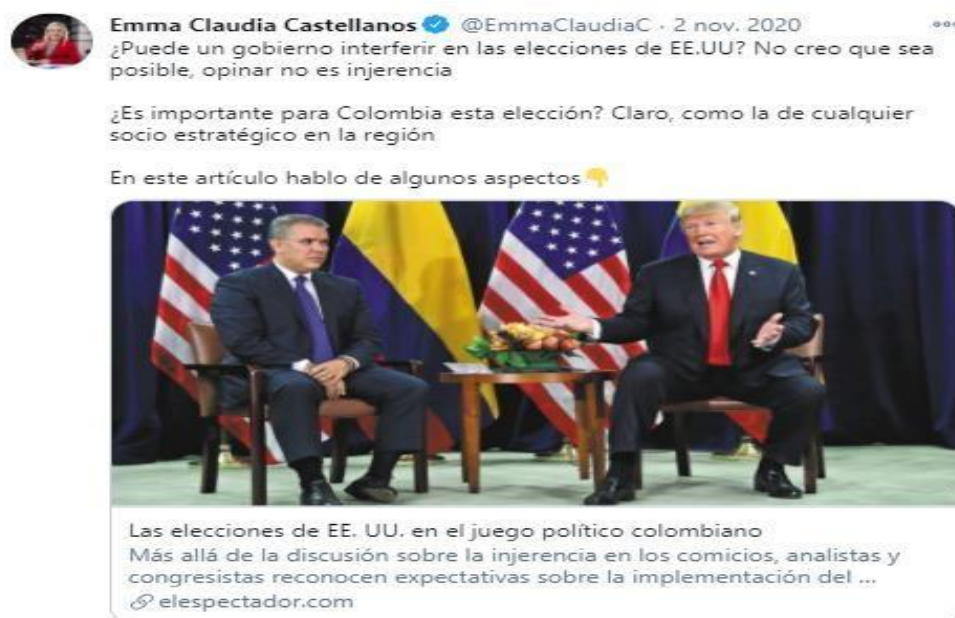 Emma Claudia Castellanos @EmmaClaudiaC · 2 nov. 2020
¿Puede un gobierno interferir en las elecciones de EE.UU? No creo que sea
posible, opinar no es injerencia
¿Es importante para Colombia esta elección? Claro, como la de cualquier
socio estratégico en la región
En este artículo hablo de algunos aspectos👇
Las elecciones de EE. UU. en el juego político colombiano
Más allá de la discusión sobre la injerencia en los comicios, analistas y
congresistas reconocen expectativas sobre la implementación del ...
elespectador.com